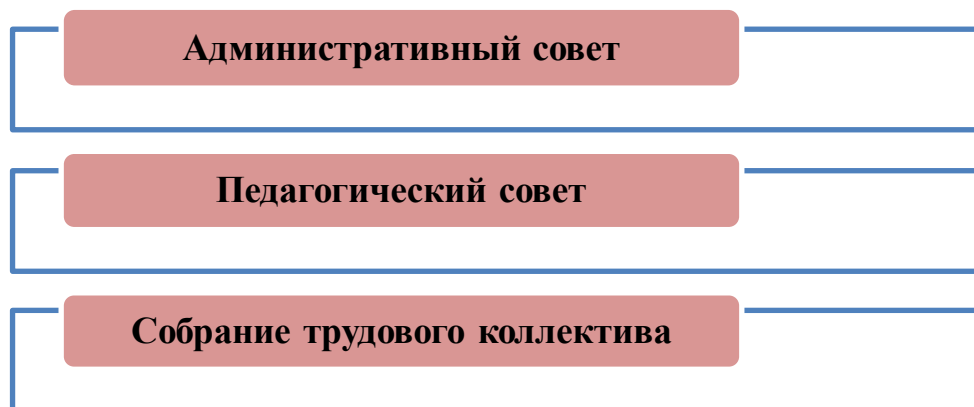 Административный совет
Педагогический совет
Собрание трудового коллектива